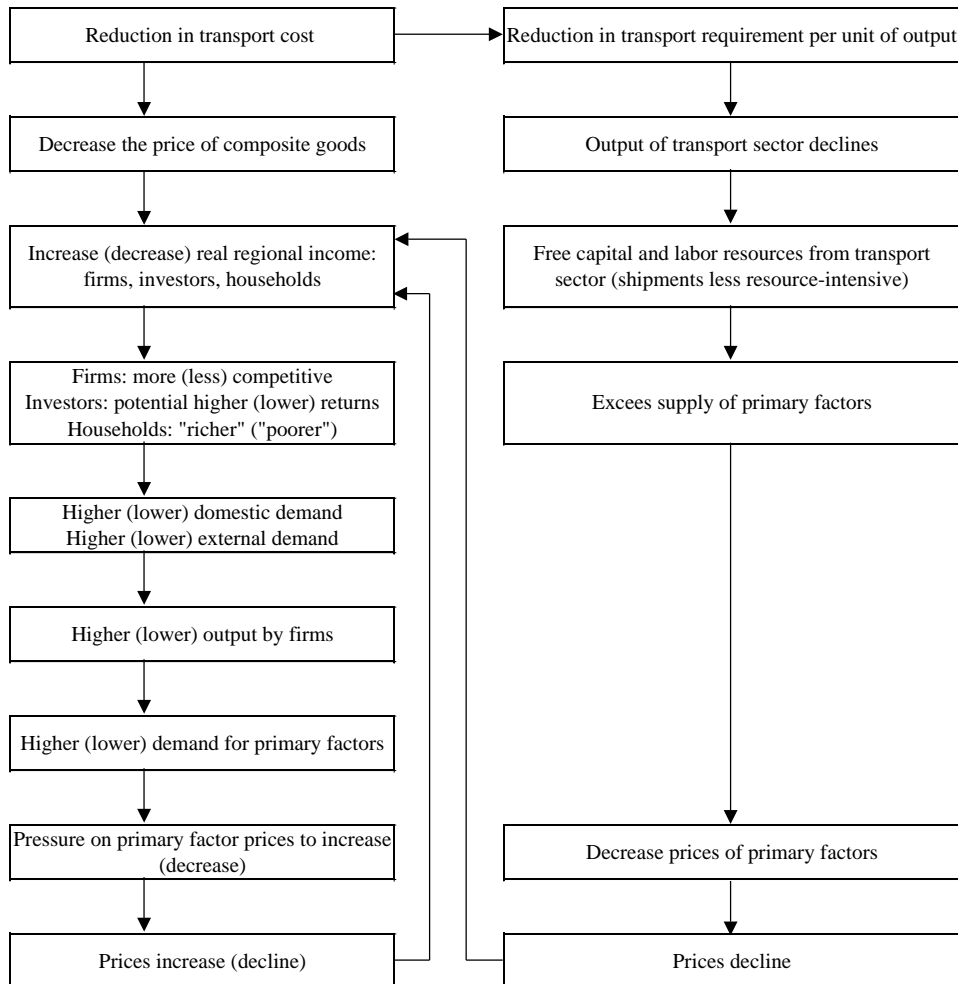 Reduction in transport cost
Reduction in transport requirement per unit of output
Decrease the price of composite goods
Output of transport sector declines
Increase (decrease) real regional income:
firms, investors, households
Free capital and labor resources from transport
sector (shipments less resource-intensive)
Firms: more (less) competitive
Investors: potential higher (lower) returns
Households: "richer" ("poorer")
Excees supply of primary factors
Higher (lower) domestic demand
Higher (lower) external demand
Higher (lower) output by firms
Higher (lower) demand for primary factors
Pressure on primary factor prices to increase
(decrease)
Decrease prices of primary factors
Prices increase (decline)
Prices decline